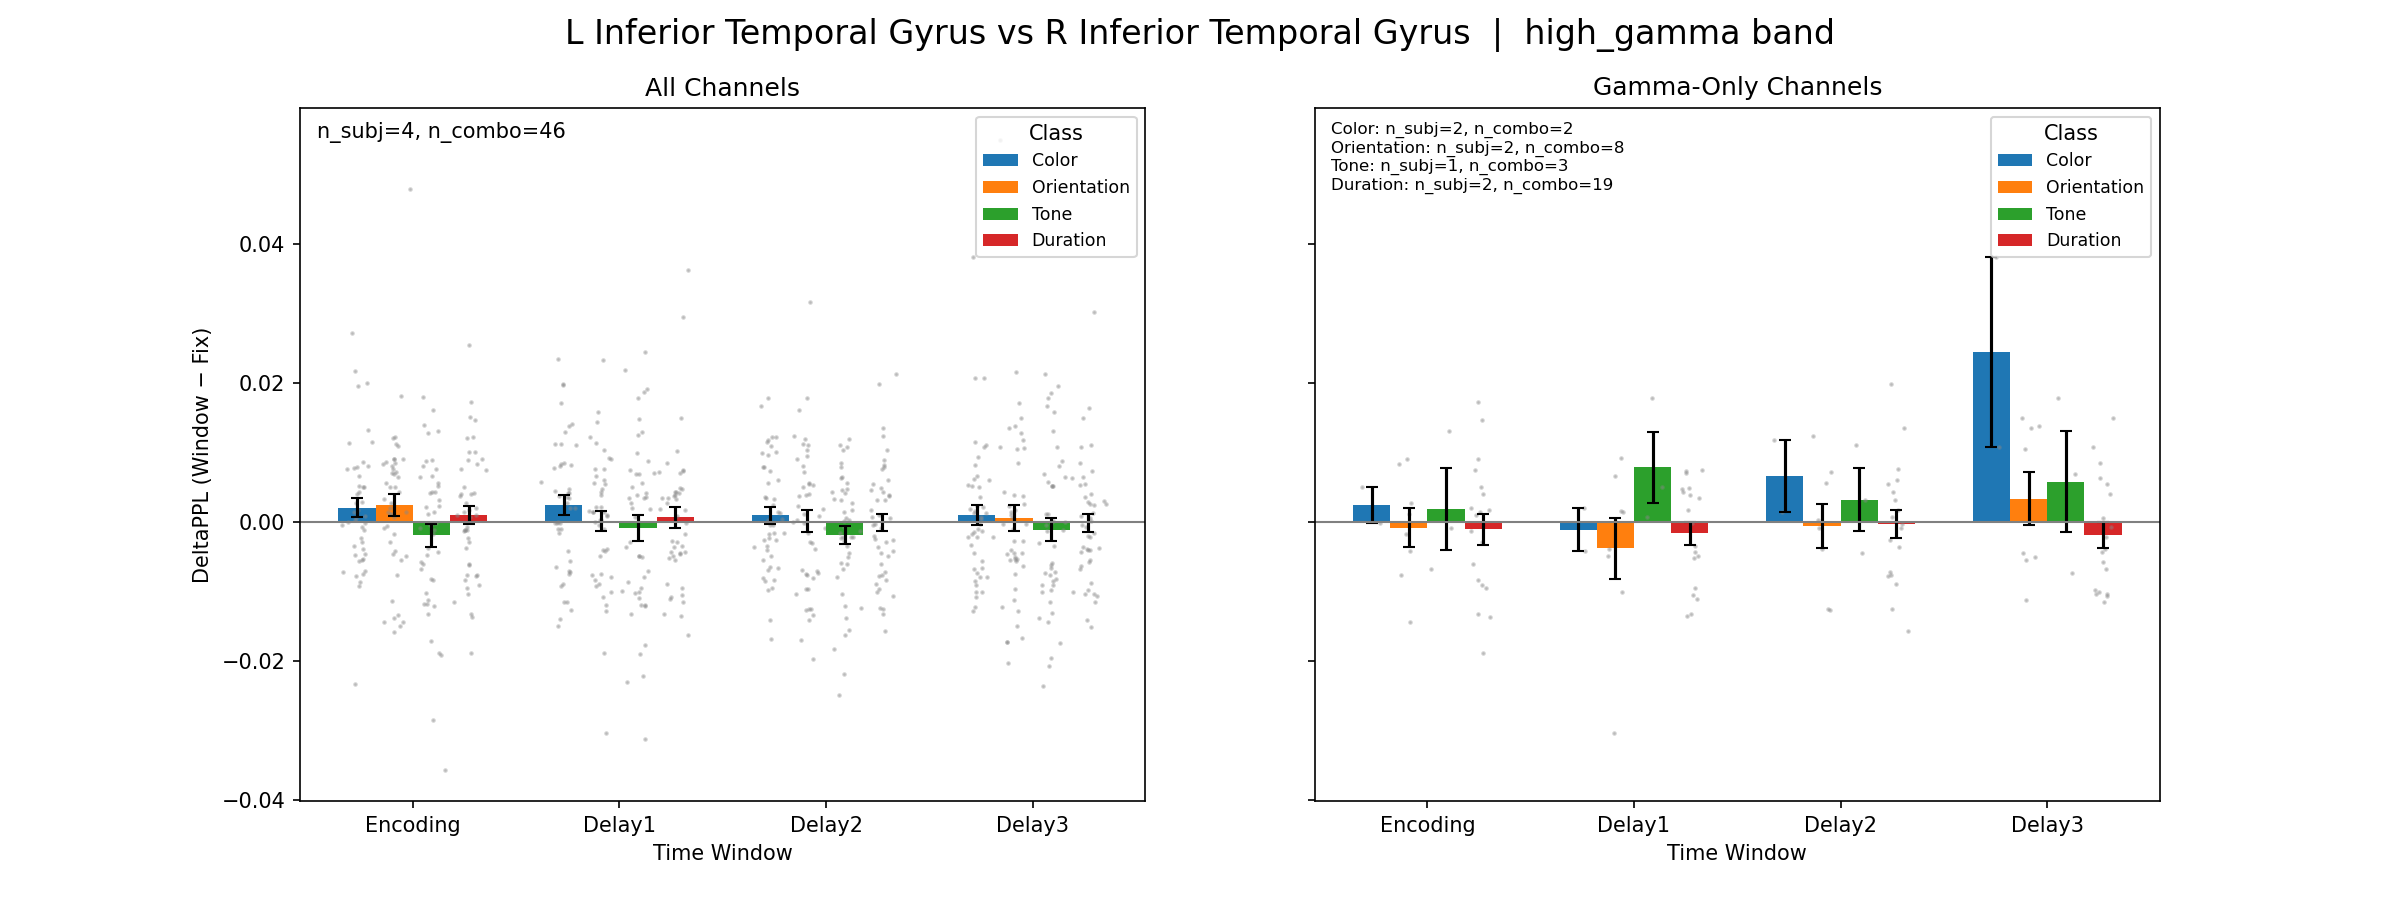 L Inferior Temporal Gyrus vs R Inferior Temporal Gyrus | high_gamma band
All Channels
n_subj=4, n_combo=46
Class
Color
Orientation
Tone
Duration
DeltaPPL (Window − Fix)
0.04
0.02
0.00
−0.02
−0.04
Encoding
Delay1
Delay2
Delay3
Time Window
Gamma-Only Channels
Color: n_subj=2, n_combo=2
Orientation: n_subj=2, n_combo=8
Tone: n_subj=1, n_combo=3
Duration: n_subj=2, n_combo=19
Class
Color
Orientation
Tone
Duration
Encoding
Delay1
Delay2
Delay3
Time Window